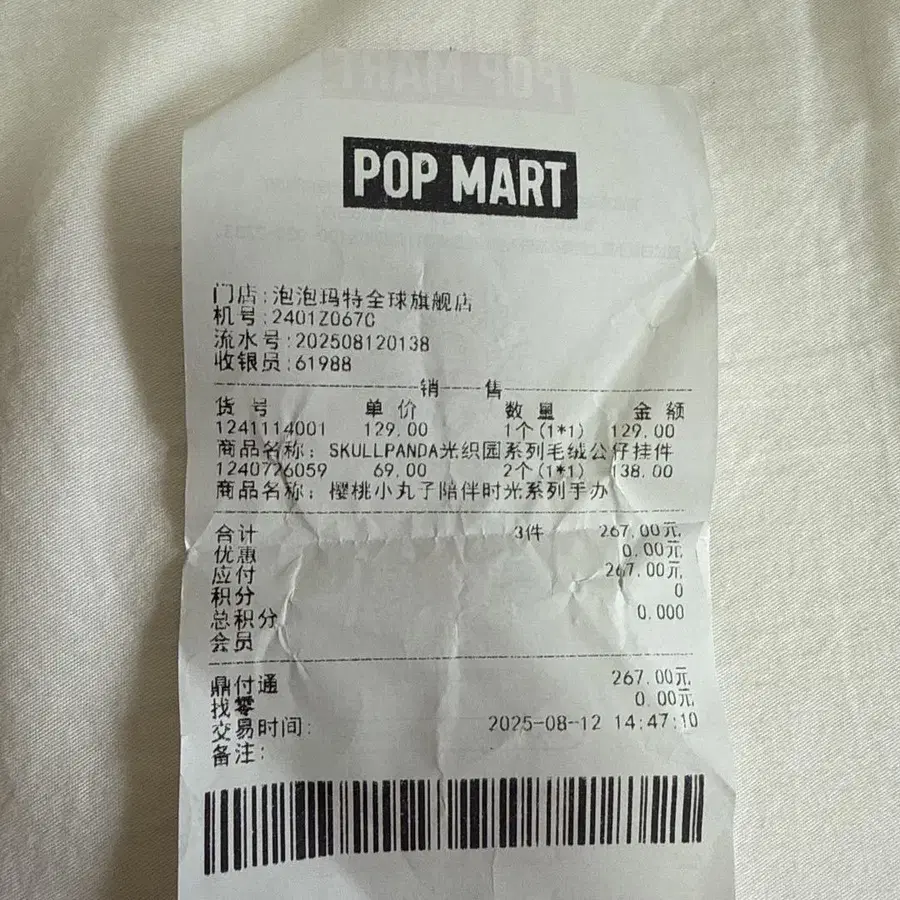 POP MART
门店:泡泡玛特全球旗舰店
机号:2401Z067C
流水号:202508120138
收银员:61988
销 售
货 号 单 价 数 量 金 额
1241114001 129.00 1个(1*1) 129.00
商品名称: SKULLPANDA光织园系列毛绒公仔挂件
1240726059 69.00 2个(1*1) 138.00
商品名称: 樱桃小丸子陪伴时光系列手办
合计 3件 267.00元
优惠 0.00元
应付 267.00元
积分 0
总积分 0.000
会员
鼎付通 267.00元
找零 0.00元
交易时间: 2025-08-12 14:47:10
备注: